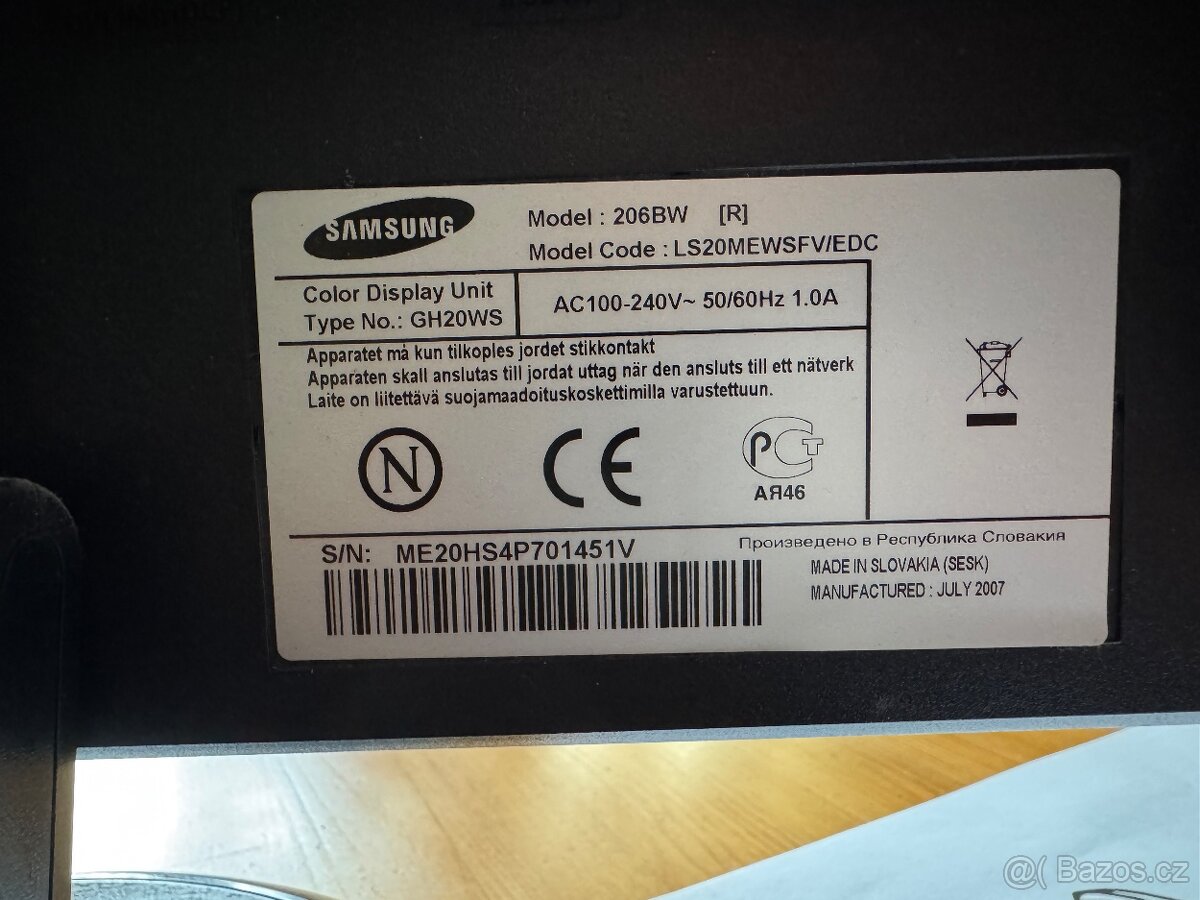 SAMSUNG
Model : 206BW [R]
Model Code : LS20MEWSFV/EDC
Color Display Unit
Type No.: GH20WS
AC100-240V~ 50/60Hz 1.0A
Apparatet må kun tilkoples jordet stikkontakt
Apparaten skall anslutas till jordat uttag när den ansluts till ett nätverk
Laite on liitettävä suojamaadoituskoskettimilla varustettuun.
N
CE
PCT
АЯ46
S/N: ME20HS4P701451V
Произведено в Республика Словакия
MADE IN SLOVAKIA (SESK)
MANUFACTURED : JULY 2007
@( Bazos.cz